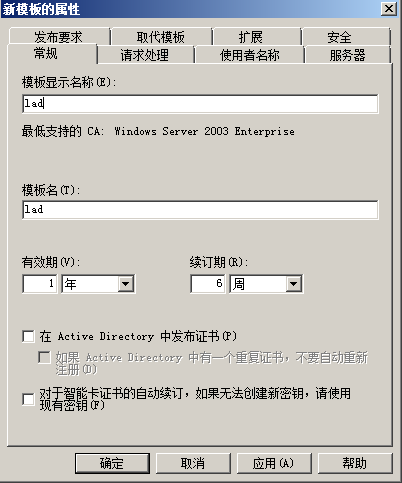 新模板的属性
发布要求 取代模板 扩展 安全
常规 请求处理 使用者名称 服务器
模板显示名称(E):
lad
最低支持的 CA: Windows Server 2003 Enterprise
模板名(T):
lad
有效期(V): 续订期(R):
1 年 6 周
在 Active Directory 中发布证书(P)
如果 Active Directory 中有一个重复证书，不要自动重新
注册(D)
对于智能卡证书的自动续订，如果无法创建新密钥，请使用
现有密钥(F)
确定 取消 应用(A) 帮助